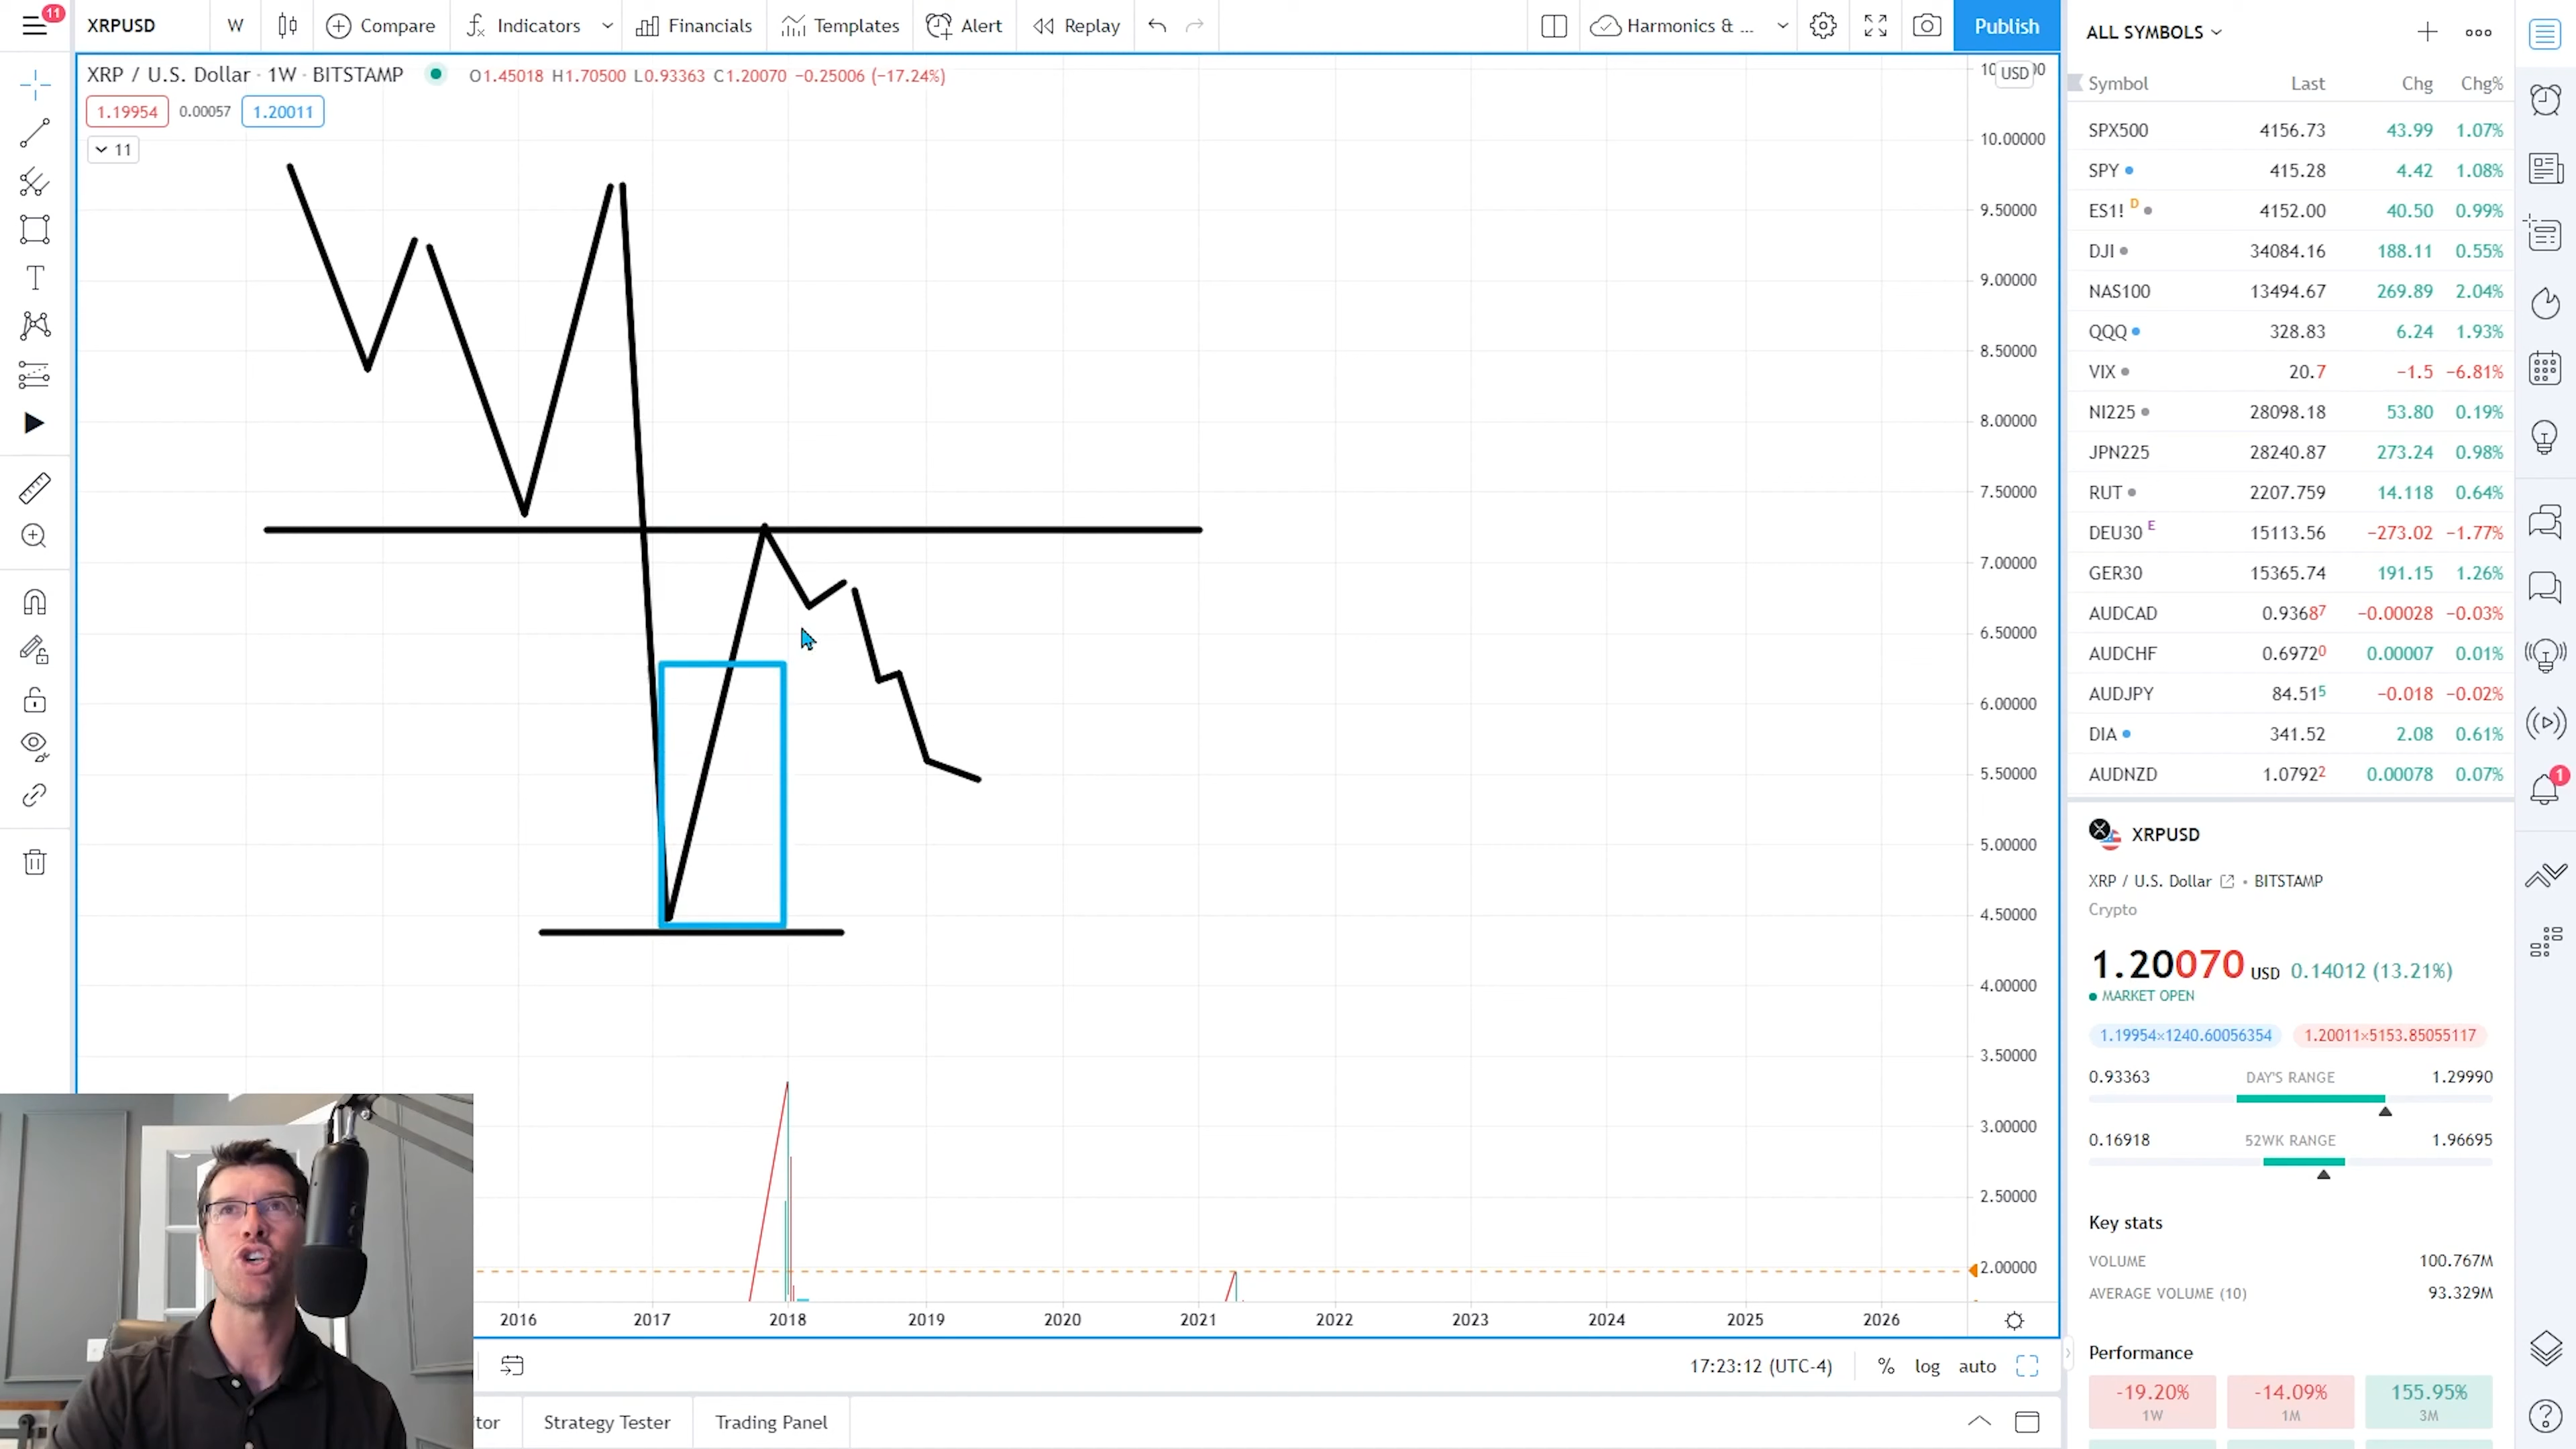 11
XRPUSD W Compare Indicators Financials Templates Alert Replay Harmonics & ... Publish
XRP / U.S. Dollar · 1W · BITSTAMP O1.45018 H1.70500 L0.93363 C1.20070 −0.25006 (−17.24%)
1.19954 0.00057 1.20011
11
USD
10.00000
9.50000
9.00000
8.50000
8.00000
7.50000
7.00000
6.50000
6.00000
5.50000
5.00000
4.50000
4.00000
3.50000
3.00000
2.50000
2.00000
2016 2017 2018 2019 2020 2021 2022 2023 2024 2025 2026
17:23:12 (UTC-4) % log auto
tor Strategy Tester Trading Panel
ALL SYMBOLS
Symbol Last Chg Chg%
SPX500 4156.73 43.99 1.07%
SPY 415.28 4.42 1.08%
ES1! D 4152.00 40.50 0.99%
DJI 34084.16 188.11 0.55%
NAS100 13494.67 269.89 2.04%
QQQ 328.83 6.24 1.93%
VIX 20.7 −1.5 −6.81%
NI225 28098.18 53.80 0.19%
JPN225 28240.87 273.24 0.98%
RUT 2207.759 14.118 0.64%
DEU30 E 15113.56 −273.02 −1.77%
GER30 15365.74 191.15 1.26%
AUDCAD 0.93687 −0.00028 −0.03%
AUDCHF 0.69720 0.00007 0.01%
AUDJPY 84.515 −0.018 −0.02%
DIA 341.52 2.08 0.61%
AUDNZD 1.07922 0.00078 0.07%
1
XRPUSD
XRP / U.S. Dollar • BITSTAMP
Crypto
1.20070 USD 0.14012 (13.21%)
MARKET OPEN
1.19954×1240.60056354 1.20011×5153.85055117
0.93363 DAY'S RANGE 1.29990
0.16918 52WK RANGE 1.96695
Key stats
VOLUME 100.767M
AVERAGE VOLUME (10) 93.329M
Performance
-19.20% -14.09% 155.95%
1W 1M 3M